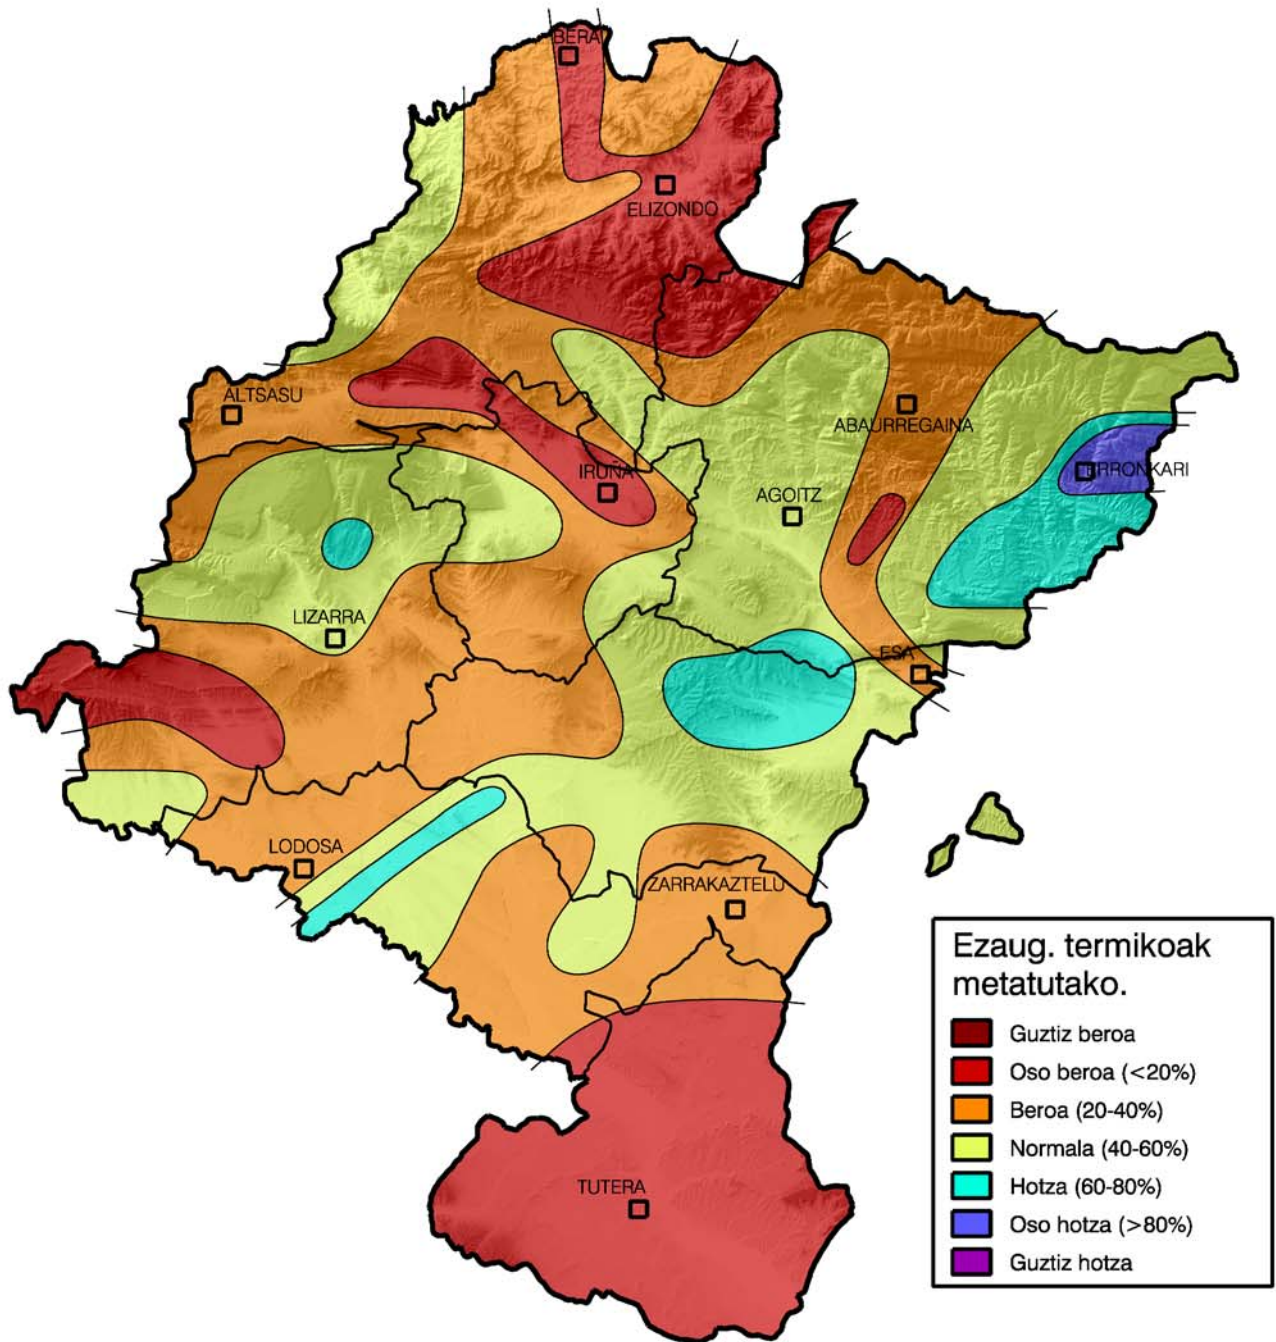 BERA
ELIZONDO
ALTSASU
ABAURREGAINA
IRUÑA
ERRONKARI
AGOITZ
LIZARRA
ESA
LODOSA
ZARRAKAZTELU
TUTERA
Ezaug. termikoak
metatutako.
Guztiz beroa
Oso beroa (<20%)
Beroa (20-40%)
Normala (40-60%)
Hotza (60-80%)
Oso hotza (>80%)
Guztiz hotza